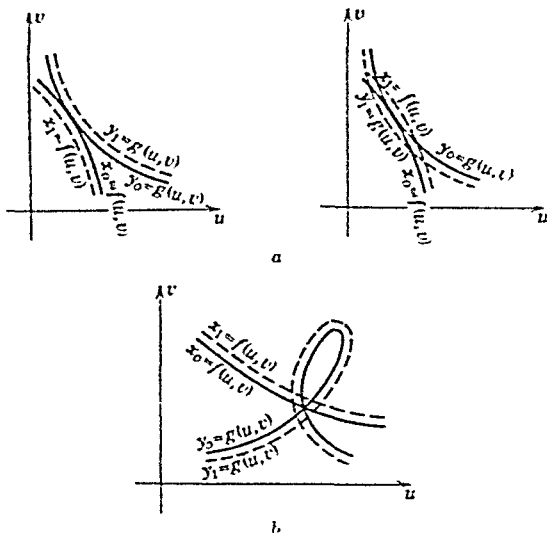 v
y₁=g(u,v)
x₁=f(u,v)
y₀=g(u,v)
x₀=f(u,v)
u
v
x₁=f(u,v)
y₁=g(u,v)
y₀=g(u,v)
x₀=f(u,v)
u
a
v
x₁=f(u,v)
x₀=f(u,v)
y₀=g(u,v)
y₁=g(u,v)
u
b